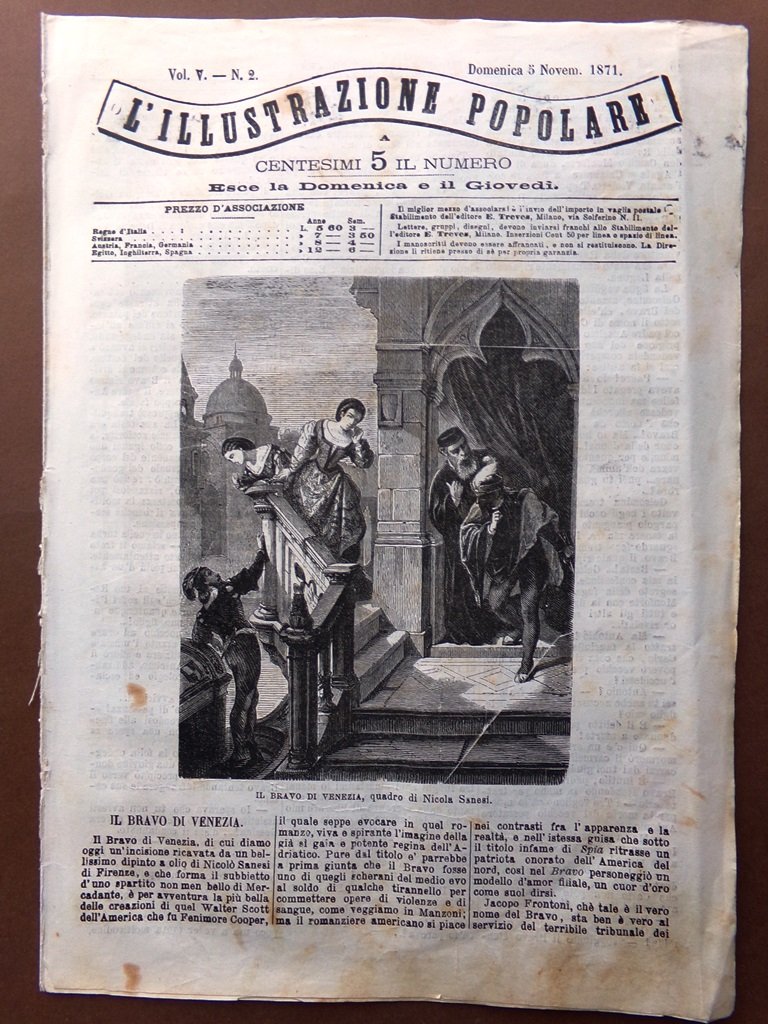 Vol. V. — N. 2.
Domenica 5 Novem. 1871.
L'ILLUSTRAZIONE POPOLARE
A
CENTESIMI 5 IL NUMERO
Esce la Domenica e il Giovedì.
PREZZO D'ASSOCIAZIONE
Anno Sem.
Regno d'Italia L. 5 60 3 —
Svizzera » 7 — 3 50
Austria, Francia, Germania » 8 — 4 —
Egitto, Inghilterra, Spagna » 12 — 6 —
Il miglior mezzo d'associarsi è l'invio dell'importo in vaglia postale
Stabilimento dell'editore E. Treves, Milano, via Solferino N. 11.
Lettere, gruppi, disegni, devono inviarsi franchi allo Stabilimento del-
l'editore E. Treves, Milano. Inserzioni Cent 50 per linea o spazio di linea.
I manoscritti devono essere affrancati, e non si restituiscono. La Dire-
zione li ritiene presso di sè per propria garanzia.
IL BRAVO DI VENEZIA, quadro di Nicola Sanesi.
IL BRAVO DI VENEZIA.
Il Bravo di Venezia, di cui diamo
oggi un'incisione ricavata da un bel-
lissimo dipinto a olio di Nicolò Sanesi
di Firenze, e che forma il subbietto
d'uno spartito non men bello di Mer-
cadante, è per avventura la più bella
delle creazioni di quel Walter Scott
dell'America che fu Fenimore Cooper,
il quale seppe evocare in quel ro-
manzo, viva e spirante l'imagine della
già sì gaia e potente regina dell'A-
driatico. Pure dal titolo e' parrebbe
a prima giunta che il Bravo fosse
uno di quegli scherani del medio evo
al soldo di qualche tirannello per
commettere opere di violenze e di
sangue, come veggiamo in Manzoni;
ma il romanziere americano si piace
nei contrasti fra l'apparenza e la
realtà, e nell'istessa guisa che sotto
il titolo infame di Spia ritrasse un
patriota onorato dell'America del
nord, così nel Bravo personeggiò un
modello d'amor filiale, un cuor d'oro
come suol dirsi.
Jacopo Frontoni, chè tale è il vero
nome del Bravo, sta ben è vero al
servizio del terribile tribunale dei